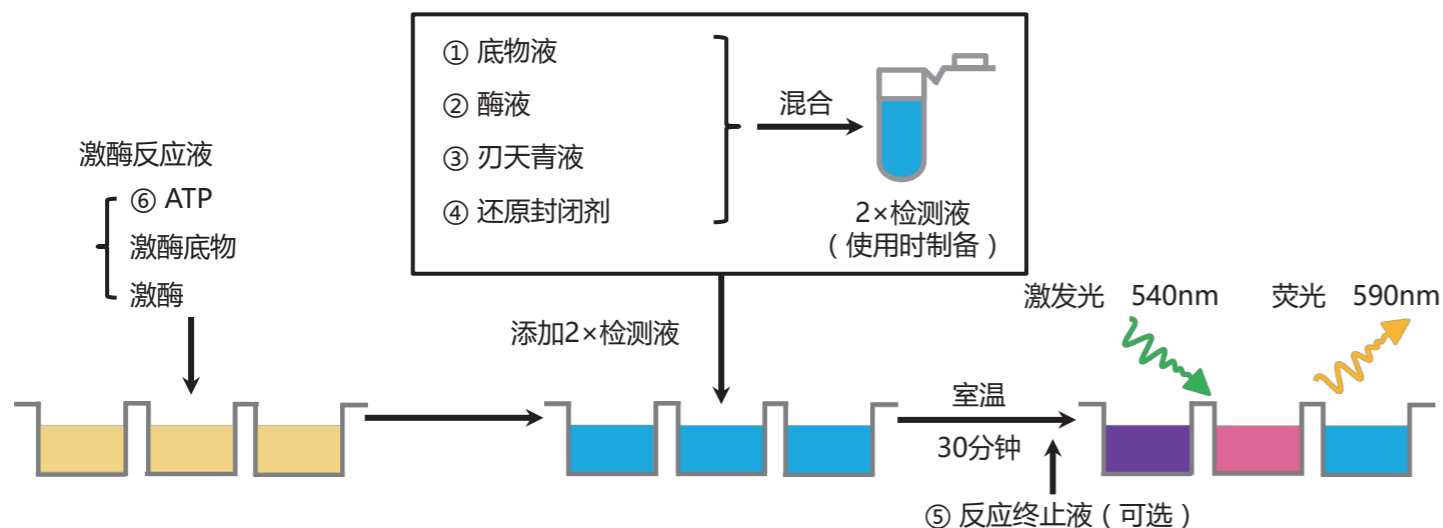 ① 底物液
② 酶液
③ 刃天青液
④ 还原封闭剂
混合
2×检测液
（使用时制备）
激酶反应液
⑥ ATP
激酶底物
激酶
添加2×检测液
室温
30分钟
⑤ 反应终止液（可选）
激发光 540nm
荧光 590nm